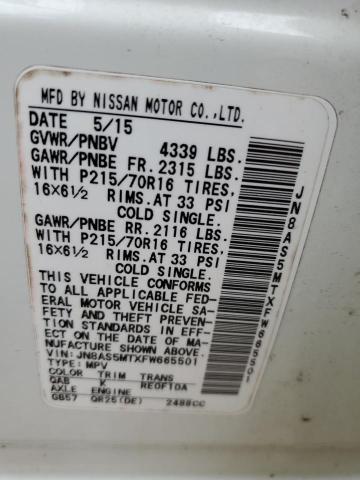 MFD BY NISSAN MOTOR CO.,LTD.
DATE 5/15
GVWR/PNBV 4339 LBS.
GAWR/PNBE FR. 2315 LBS.
W/ P215/70R16 TIRES,
16X6½ RIMS.AT 33 PSI
COLD SINGLE.
GAWR/PNBE RR. 2116 LBS.
W/ P215/70R16 TIRES,
16X6½ RIMS.AT 33 PSI
COLD SINGLE.
THIS VEHICLE CONFORMS
TO ALL APPLICABLE FED-
ERAL MOTOR VEHICLE SA-
FETY AND THEFT PREVEN-
TION STANDARDS IN EFFECT
ON THE DATE OF MA-
NUFACTURE SHOWN ABOVE.
VIN:JN8AS5MTXFW665501
TYPE:MPV
COLOR TRIM TRANS
QAB K RE0F10A
AXLE ENGINE
GB57 QR25(DE) 2488CC
JN8AS5MTXFW665501